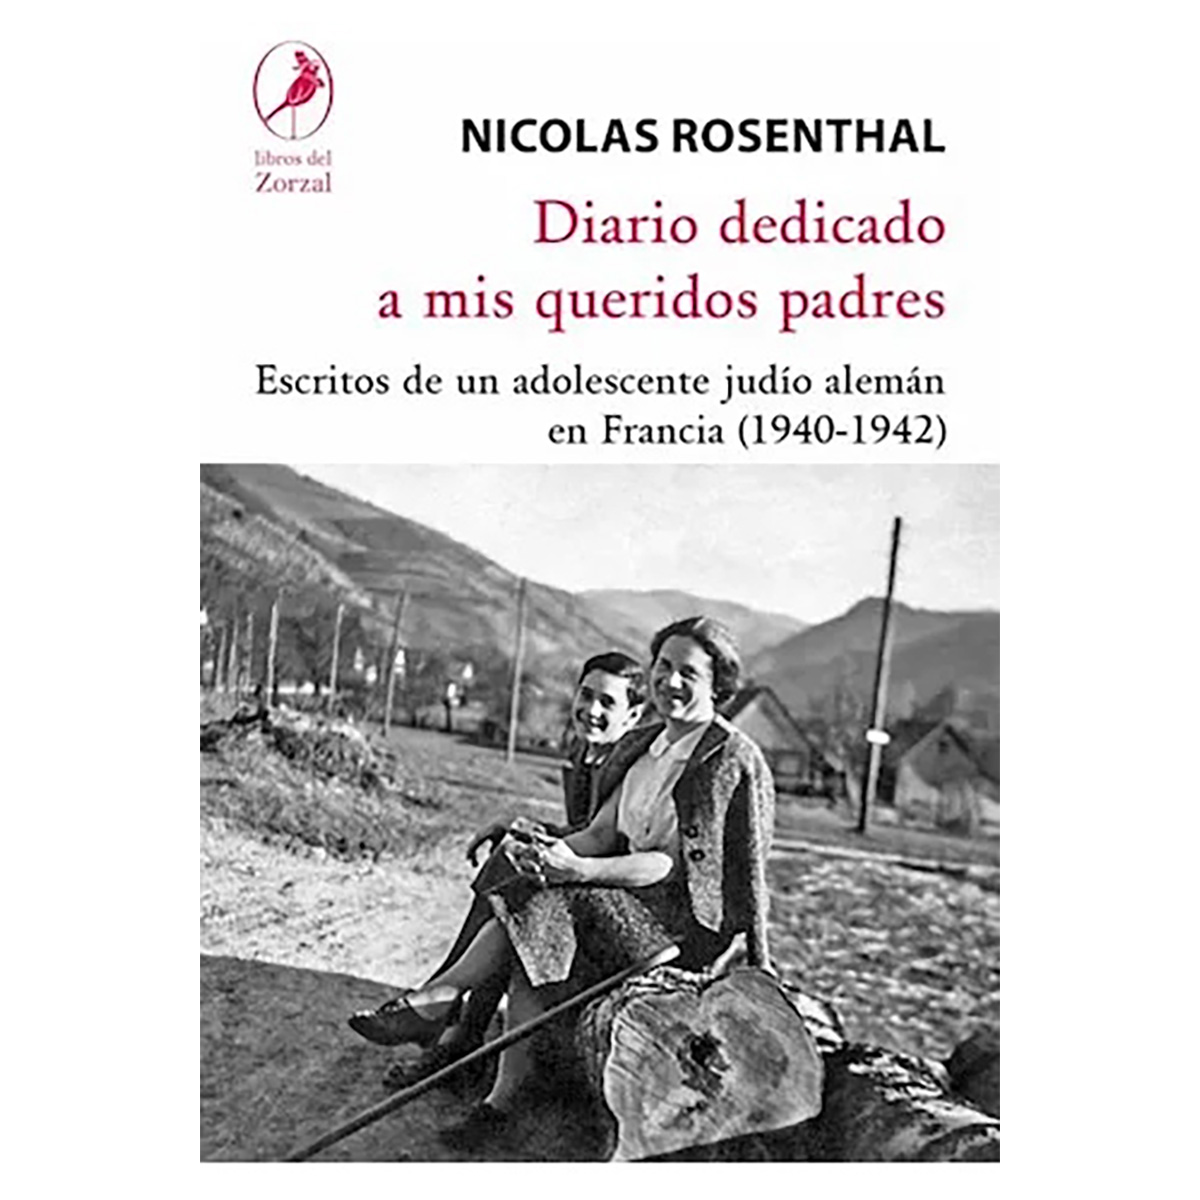 libros del
Zorzal
NICOLAS ROSENTHAL
Diario dedicado
a mis queridos padres
Escritos de un adolescente judío alemán
en Francia (1940-1942)